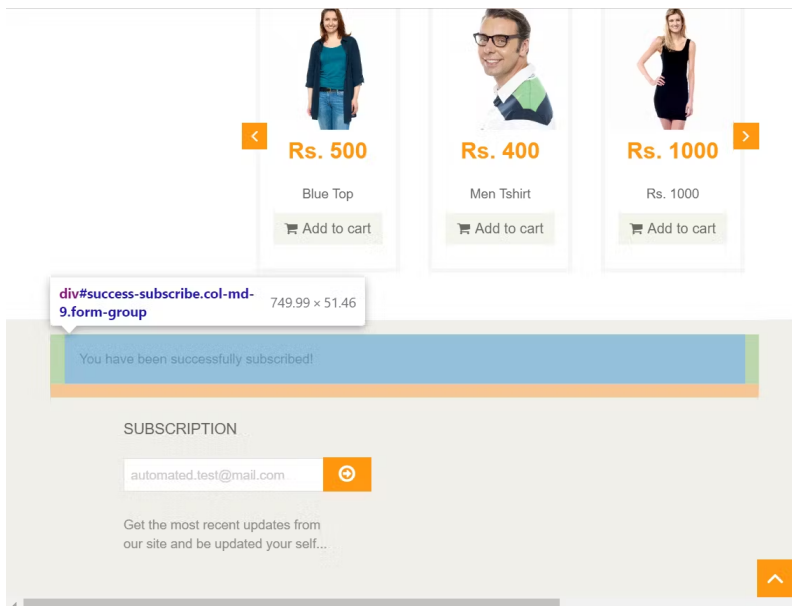 Rs. 500
Rs. 400
Rs. 1000
Blue Top
Men Tshirt
Rs. 1000
Add to cart
Add to cart
Add to cart
div#success-subscribe.col-md-
9.form-group
749.99 × 51.46
You have been successfully subscribed!
SUBSCRIPTION
automated.test@mail.com
Get the most recent updates from
our site and be updated your self...